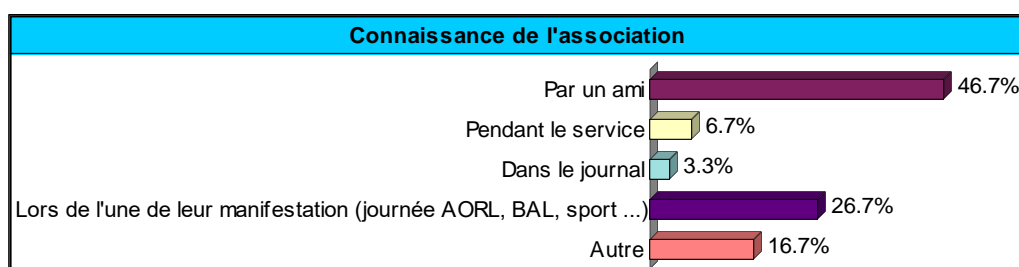 Connaissance de l'association
Par un ami 46.7%
Pendant le service 6.7%
Dans le journal 3.3%
Lors de l'une de leur manifestation (journée AORL, BAL, sport ...) 26.7%
Autre 16.7%